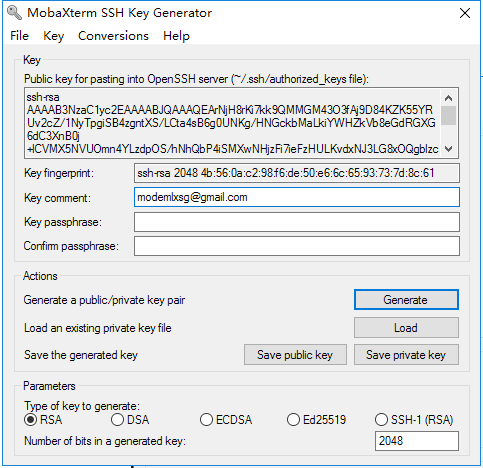 MobaXterm SSH Key Generator
File Key Conversions Help
Key
Public key for pasting into OpenSSH server (~/.ssh/authorized_keys file):
ssh-rsa
AAAAB3NzaC1yc2EAAAABJQAAAQEArNjH8rKi7kk9QMMGM43O3fAj9D84KZK55YR
Uv2cZ/1NyTpgiSB4zgntXS/LCta4sB6g0UNKg/HNGckbMaLkiYWHZkVb8eGdRGXG
6dC3XnB0j
+ICVMX5NVUOmn4YLzdpOS/hNhQbP4iSMXwNHjzFi7ieFzHULKvdxNJ3LG8xOQgblzc
Key fingerprint: ssh-rsa 2048 4b:56:0a:c2:98:f6:de:50:e6:6c:65:93:73:7d:8c:61
Key comment: modemlxsg@gmail.com
Key passphrase:
Confirm passphrase:
Actions
Generate a public/private key pair Generate
Load an existing private key file Load
Save the generated key Save public key Save private key
Parameters
Type of key to generate:
RSA DSA ECDSA Ed25519 SSH-1 (RSA)
Number of bits in a generated key: 2048